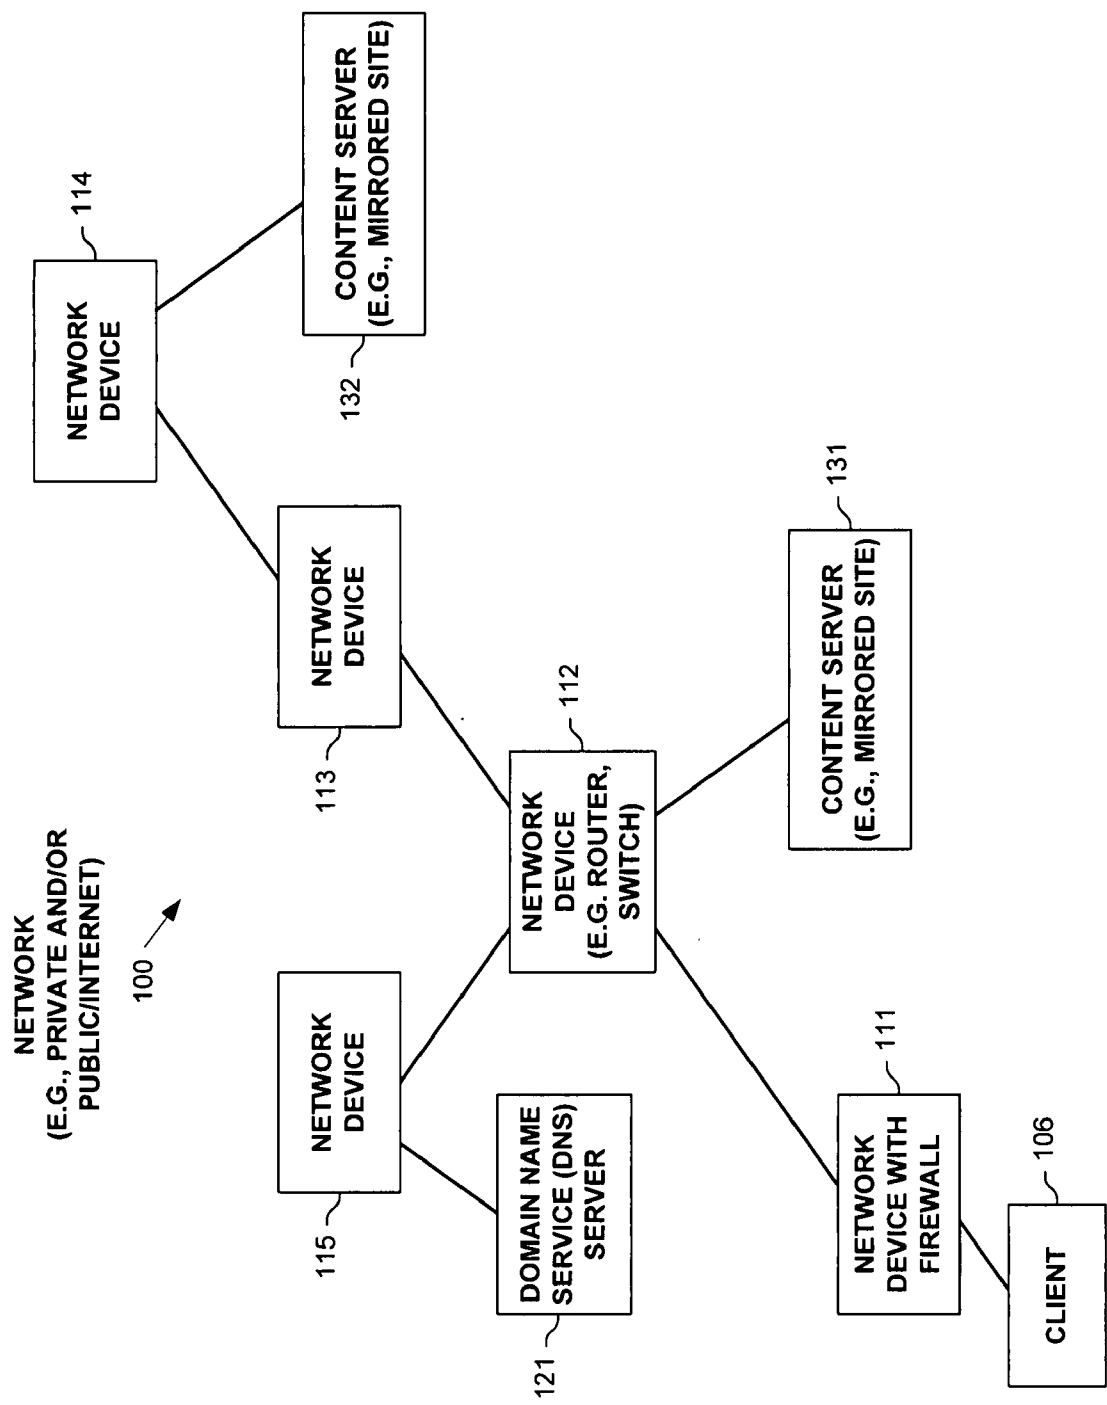 NETWORK
(E.G., PRIVATE AND/OR
PUBLIC/INTERNET)
100
NETWORK
DEVICE
115
DOMAIN NAME
SERVICE (DNS)
SERVER
121
NETWORK
DEVICE
113
NETWORK
DEVICE
114
CONTENT SERVER
(E.G., MIRRORED SITE)
132
NETWORK
DEVICE
(E.G. ROUTER,
SWITCH)
112
CONTENT SERVER
(E.G., MIRRORED SITE)
131
NETWORK
DEVICE WITH
FIREWALL
111
CLIENT
106